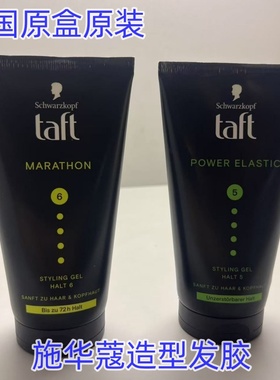 国原盒原装
Schwarzkopf
taft
MARATHON
6
STYLING GEL
HALT 6
SANFT ZU HAAR & KOPFHAUT
Bis zu 72h Halt
Schwarzkopf
taft
POWER ELASTIC
5
STYLING GEL
HALT 5
SANFT ZU HAAR & KOPFHAUT
Unzerstörbarer Halt
施华蔻造型发胶